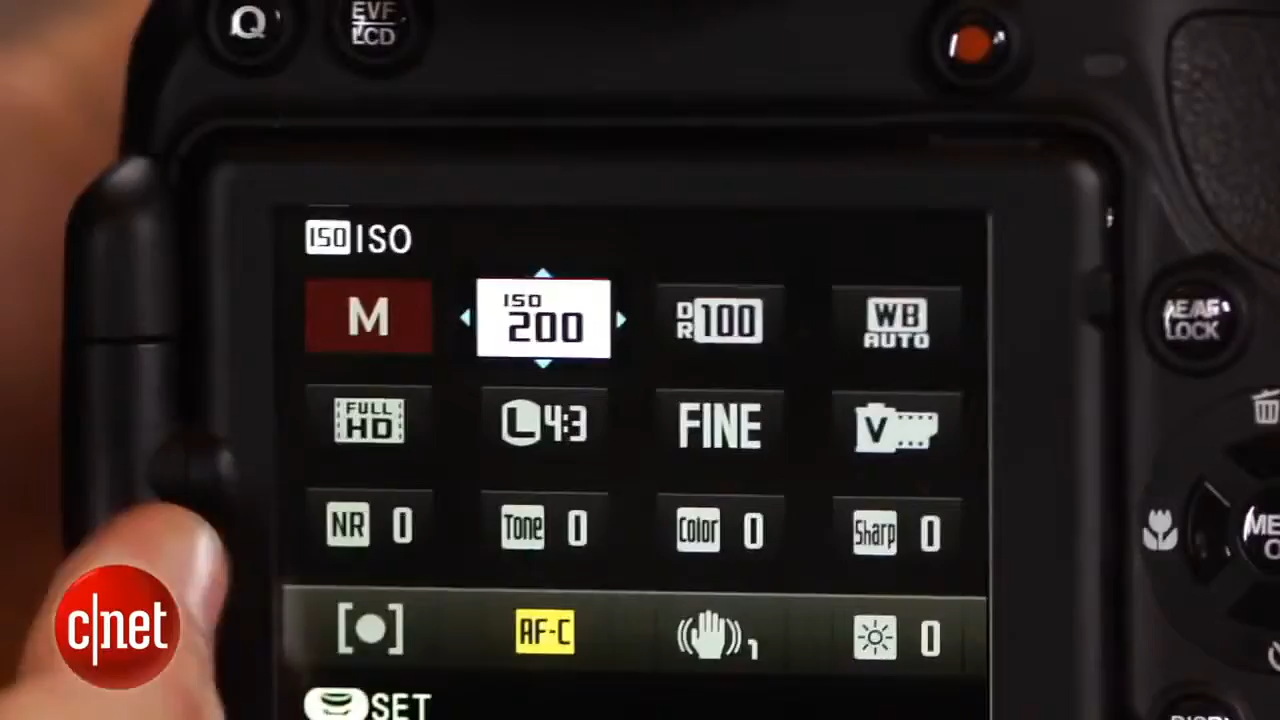 Q
EVF
LCD
ISO ISO
M
ISO
200
DR 100
WB
AUTO
AE/AF
LOCK
FULL
HD
L 4:3
FINE
V
NR 0
Tone 0
Color 0
Sharp 0
c|net
AF-C
1
0
SET